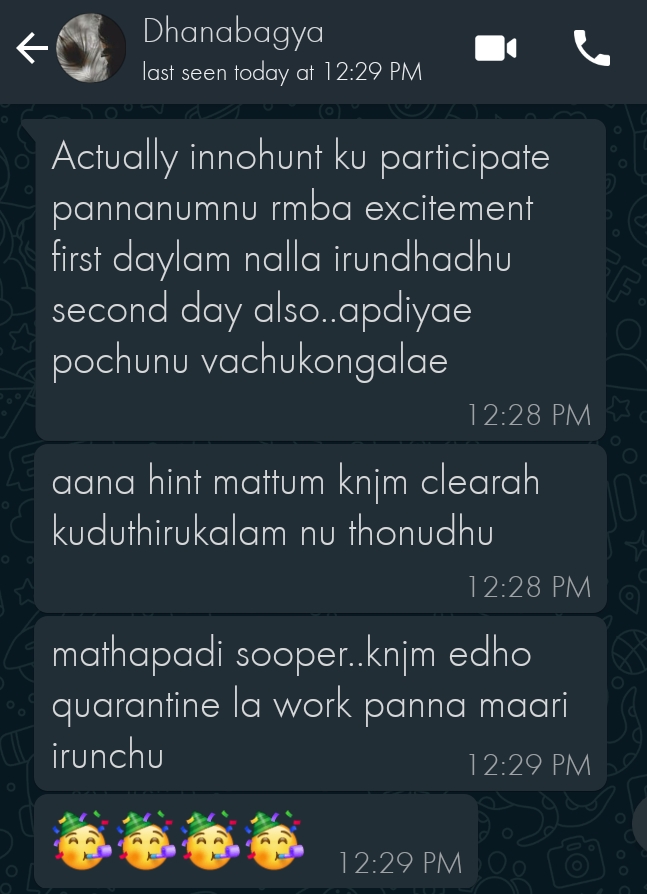 Dhanabagya
last seen today at 12:29 PM
Actually innohunt ku participate
pannanumnu rmba excitement
first daylam nalla irundhadhu
second day also..apdiyae
pochunu vachukongalae
12:28 PM
aana hint mattum knjm clearah
kuduthirukalam nu thonudhu
12:28 PM
mathapadi sooper..knjm edho
quarantine la work panna maari
irunchu
12:29 PM
🥳🥳🥳🥳
12:29 PM